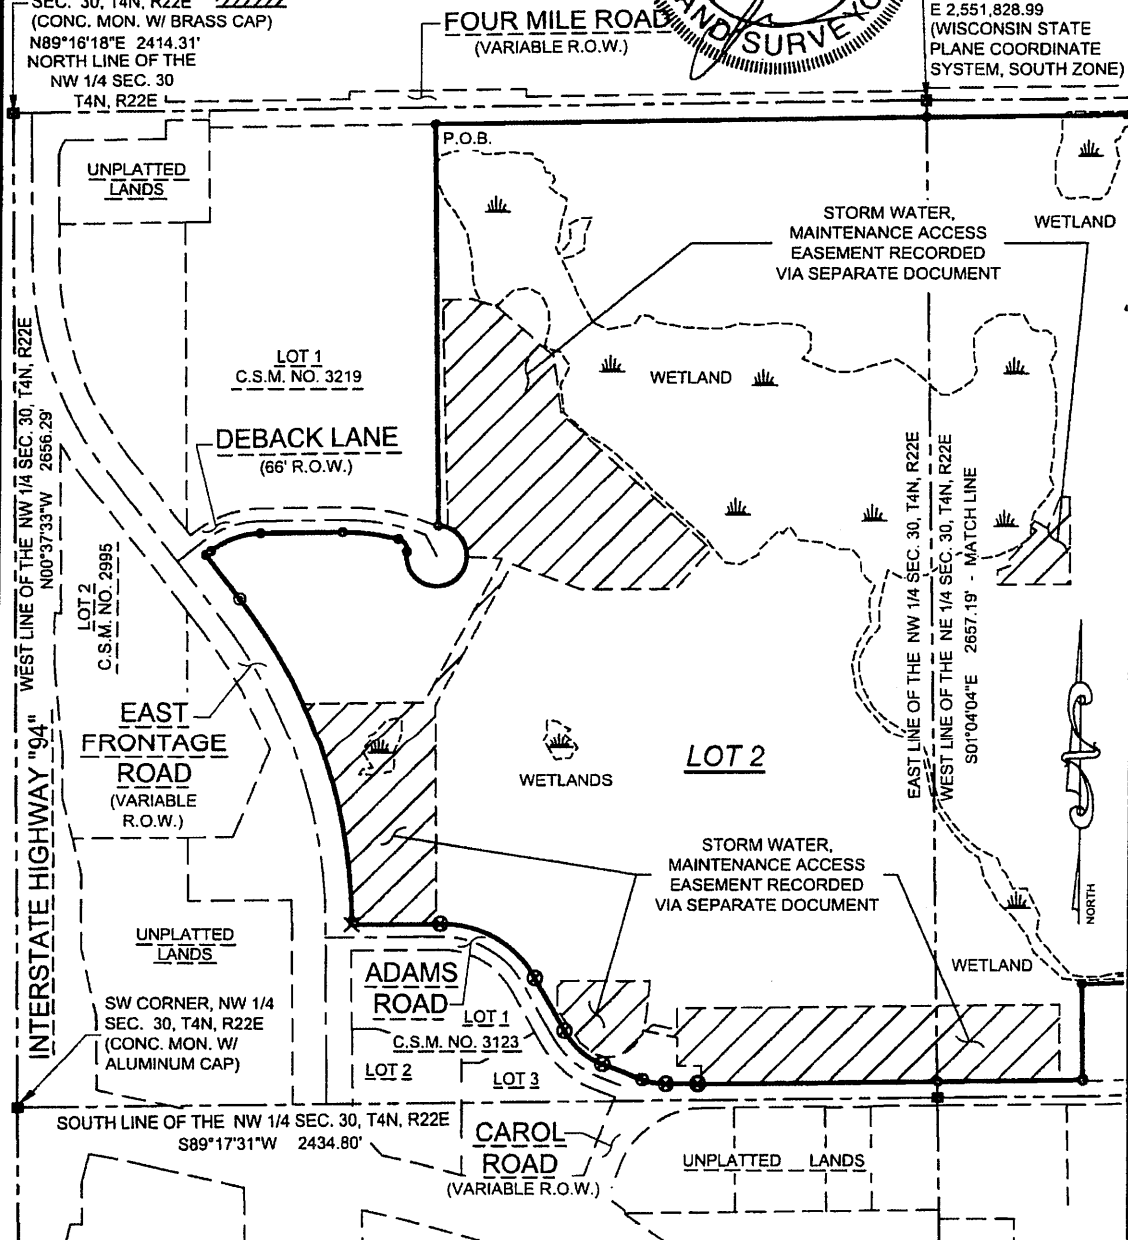 SEC. 30, T4N, R22E
(CONC. MON. W/ BRASS CAP)
N89°16'18"E 2414.31'
NORTH LINE OF THE
NW 1/4 SEC. 30
T4N, R22E
FOUR MILE ROAD
(VARIABLE R.O.W.)
AND SURVEYO
E 2,551,828.99
(WISCONSIN STATE
PLANE COORDINATE
SYSTEM, SOUTH ZONE)
P.O.B.
UNPLATTED
LANDS
STORM WATER,
MAINTENANCE ACCESS
EASEMENT RECORDED
VIA SEPARATE DOCUMENT
WETLAND
LOT 1
C.S.M. NO. 3219
WETLAND
DEBACK LANE
(66' R.O.W.)
WEST LINE OF THE NW 1/4 SEC. 30, T4N, R22E
N00°37'33"W 2656.29'
LOT 2
C.S.M. NO. 2995
EAST LINE OF THE NW 1/4 SEC. 30, T4N, R22E
WEST LINE OF THE NE 1/4 SEC. 30, T4N, R22E
S01°04'04"E 2657.19' - MATCH LINE
EAST
FRONTAGE
ROAD
(VARIABLE
R.O.W.)
WETLANDS
LOT 2
INTERSTATE HIGHWAY "94"
STORM WATER,
MAINTENANCE ACCESS
EASEMENT RECORDED
VIA SEPARATE DOCUMENT
NORTH
UNPLATTED
LANDS
WETLAND
ADAMS
ROAD
SW CORNER, NW 1/4
SEC. 30, T4N, R22E
(CONC. MON. W/
ALUMINUM CAP)
LOT 1
C.S.M. NO. 3123
LOT 2
LOT 3
SOUTH LINE OF THE NW 1/4 SEC. 30, T4N, R22E
S89°17'31"W 2434.80'
CAROL
ROAD
(VARIABLE R.O.W.)
UNPLATTED LANDS